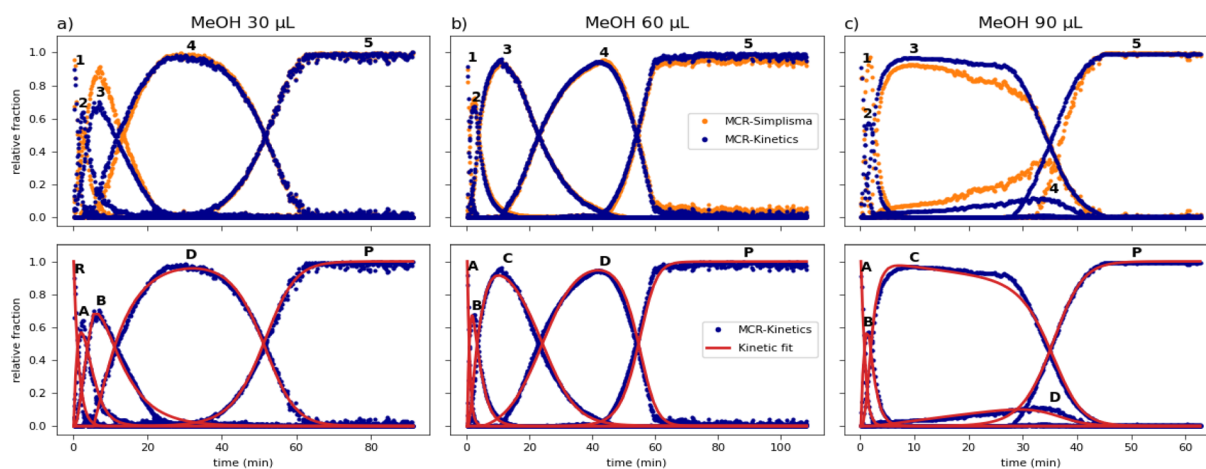 a)
MeOH 30 µL
b)
MeOH 60 µL
c)
MeOH 90 µL
relative fraction
1.0
0.8
0.6
0.4
0.2
0.0
1
2
3
4
5
1
2
3
4
5
MCR-Simplisma
MCR-Kinetics
1
2
3
4
5
relative fraction
1.0
0.8
0.6
0.4
0.2
0.0
R
A
B
D
P
A
B
C
D
P
MCR-Kinetics
Kinetic fit
A
B
C
D
P
0 20 40 60 80
time (min)
0 20 40 60 80 100
time (min)
0 10 20 30 40 50 60
time (min)